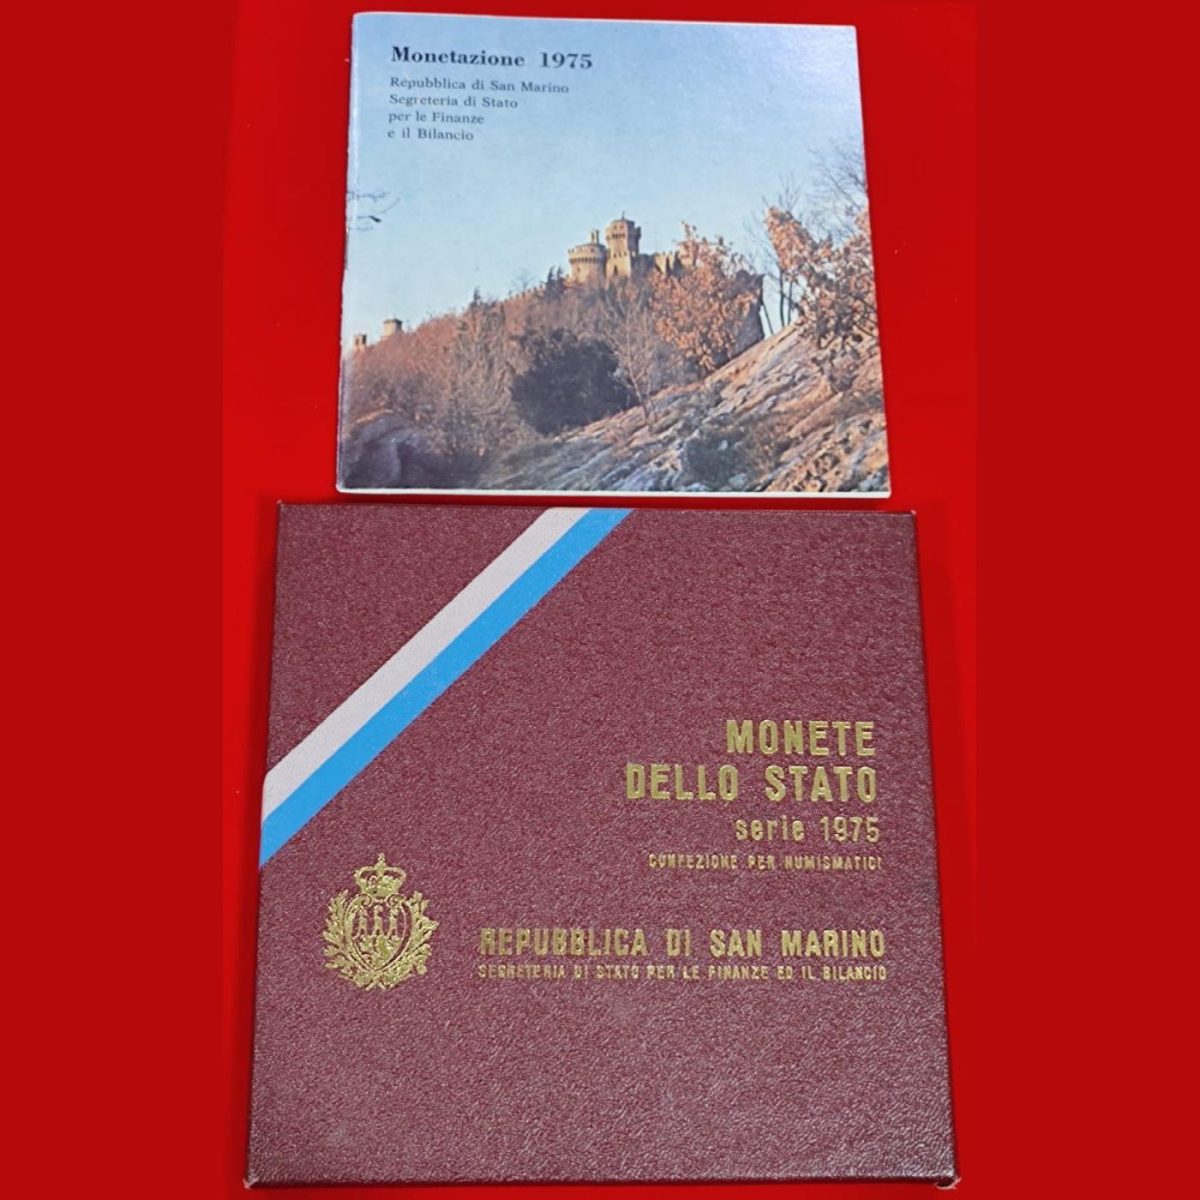 Monetazione 1975
Repubblica di San Marino
Segreteria di Stato
per le Finanze
e il Bilancio
MONETE
DELLO STATO
serie 1975
CONFEZIONE PER NUMISMATICI
REPUBBLICA DI SAN MARINO
SEGRETERIA DI STATO PER LE FINANZE ED IL BILANCIO